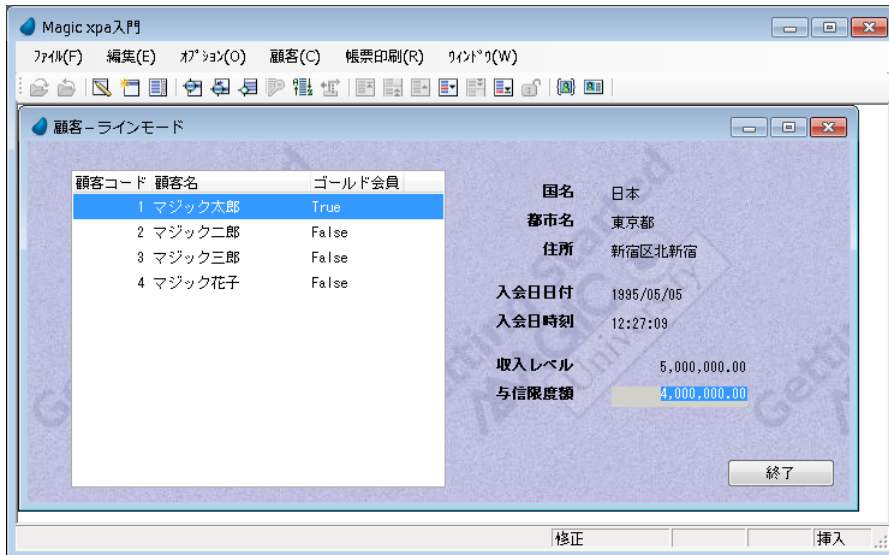 Magic xpa入門
ﾌｧｲﾙ(F) 編集(E) ｵﾌﾟｼｮﾝ(O) 顧客(C) 帳票印刷(R) ｳｨﾝﾄﾞｳ(W)
顧客 - ラインモード
顧客コード 顧客名 ゴールド会員
1 マジック太郎 True
2 マジック二郎 False
3 マジック三郎 False
4 マジック花子 False
国名 日本
都市名 東京都
住所 新宿区北新宿
入会日日付 1995/05/05
入会日時刻 12:27:09
収入レベル 5,000,000.00
与信限度額 4,000,000.00
終了
修正 挿入